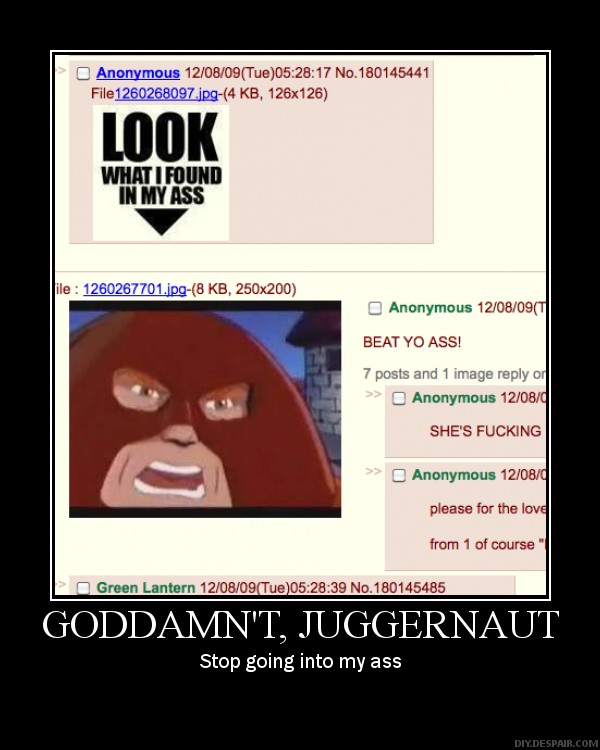 >> Anonymous 12/08/09(Tue)05:28:17 No.180145441
File1260268097.jpg-(4 KB, 126x126)
LOOK
WHAT I FOUND
IN MY ASS
ile : 1260267701.jpg-(8 KB, 250x200)
Anonymous 12/08/09(T
BEAT YO ASS!
7 posts and 1 image reply or
>> Anonymous 12/08/0
SHE'S FUCKING
>> Anonymous 12/08/0
please for the love
from 1 of course "
>> Green Lantern 12/08/09(Tue)05:28:39 No.180145485
GODDAMN'T, JUGGERNAUT
Stop going into my ass
DIY.DESPAIR.COM